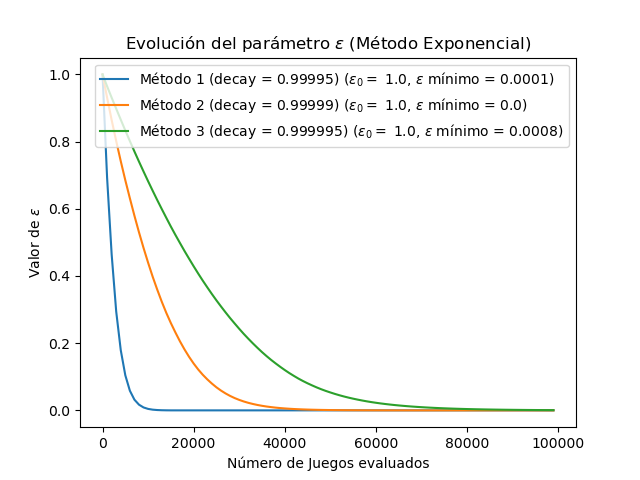 Evolución del parámetro ε (Método Exponencial)
Método 1 (decay = 0.99995) (ε₀ = 1.0, ε mínimo = 0.0001)
Método 2 (decay = 0.99999) (ε₀ = 1.0, ε mínimo = 0.0)
Método 3 (decay = 0.999995) (ε₀ = 1.0, ε mínimo = 0.0008)
Valor de ε
1.0
0.8
0.6
0.4
0.2
0.0
0 20000 40000 60000 80000 100000
Número de Juegos evaluados